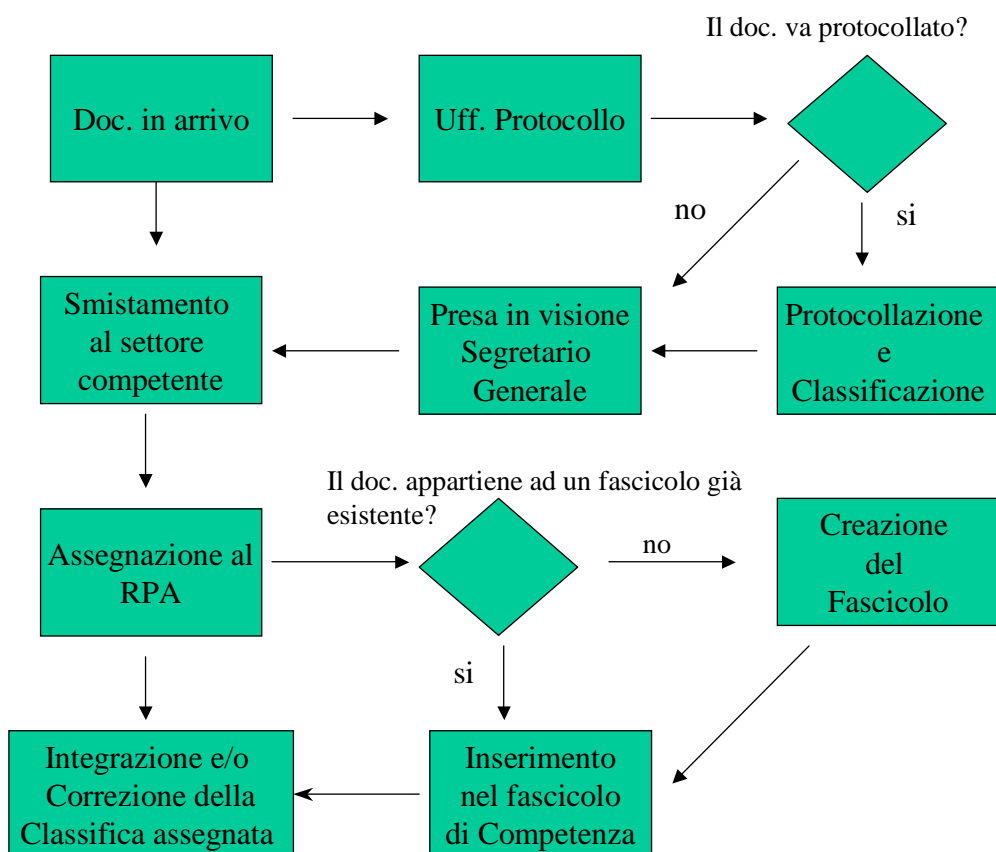 Il doc. va protocollato?
Doc. in arrivo
Uff. Protocollo
no
si
Smistamento
al settore
competente
Presa in visione
Segretario
Generale
Protocollazione
e
Classificazione
Il doc. appartiene ad un fascicolo già
esistente?
Assegnazione al
RPA
no
Creazione
del
Fascicolo
si
Integrazione e/o
Correzione della
Classifica assegnata
Inserimento
nel fascicolo
di Competenza